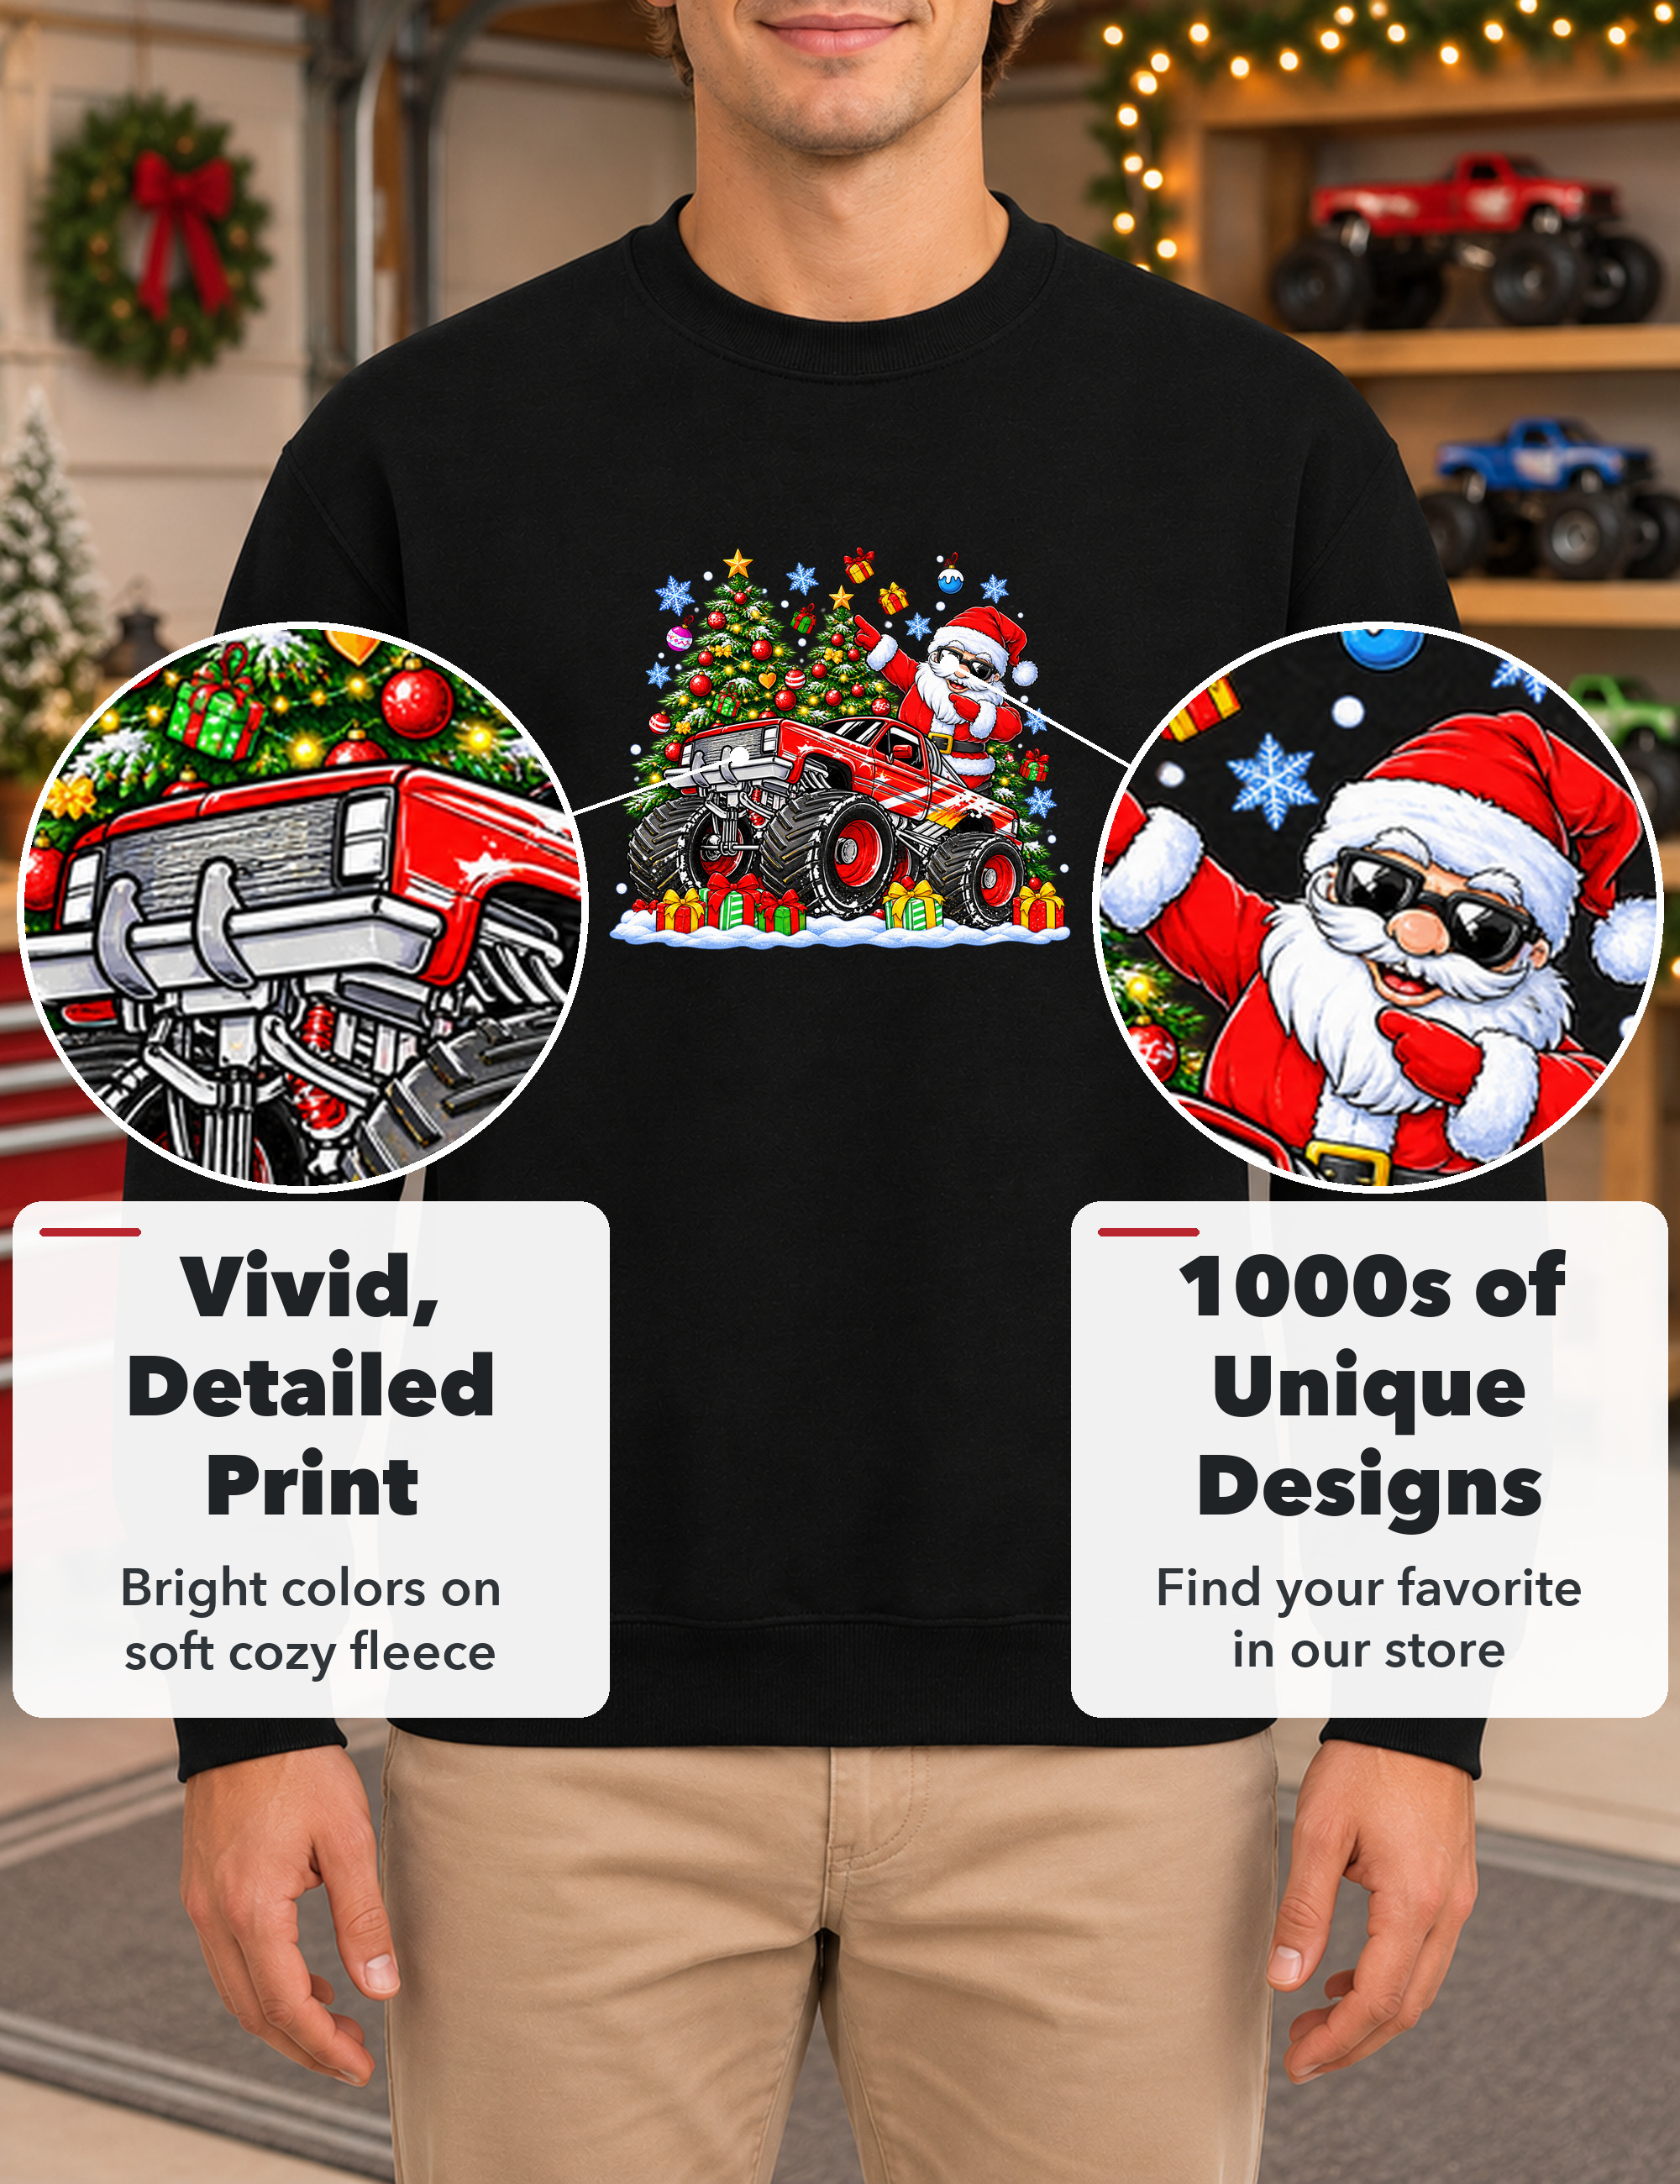 Vivid,
Detailed
Print
Bright colors on
soft cozy fleece
1000s of
Unique
Designs
Find your favorite
in our store